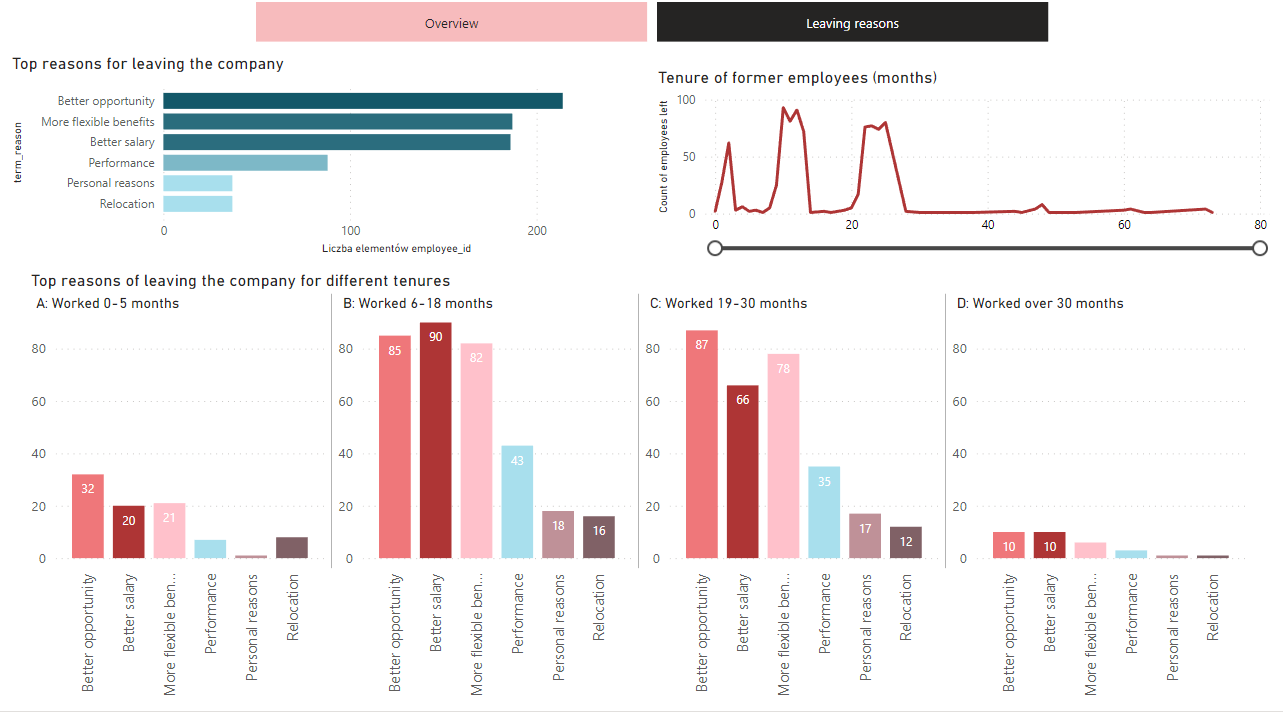 Overview
Leaving reasons
Top reasons for leaving the company
term_reason
Better opportunity
More flexible benefits
Better salary
Performance
Personal reasons
Relocation
0 100 200
Liczba elementów employee_id
Tenure of former employees (months)
Count of employees left
100
50
0
0 20 40 60 80
Top reasons of leaving the company for different tenures
A: Worked 0-5 months
80
60
40
20
0
32
20
21
Better opportunity
Better salary
More flexible ben...
Performance
Personal reasons
Relocation
B: Worked 6-18 months
80
60
40
20
0
85
90
82
43
18
16
Better opportunity
Better salary
More flexible ben...
Performance
Personal reasons
Relocation
C: Worked 19-30 months
80
60
40
20
0
87
66
78
35
17
12
Better opportunity
Better salary
More flexible ben...
Performance
Personal reasons
Relocation
D: Worked over 30 months
80
60
40
20
0
10
10
Better opportunity
Better salary
More flexible ben...
Performance
Personal reasons
Relocation